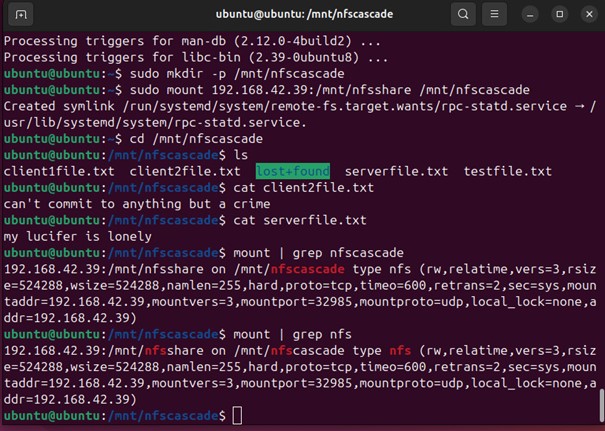 ubuntu@ubuntu: /mnt/nfscascade
Processing triggers for man-db (2.12.0-4build2) ...
Processing triggers for libc-bin (2.39-0ubuntu8) ...
ubuntu@ubuntu:~$ sudo mkdir -p /mnt/nfscascade
ubuntu@ubuntu:~$ sudo mount 192.168.42.39:/mnt/nfsshare /mnt/nfscascade
Created symlink /run/systemd/system/remote-fs.target.wants/rpc-statd.service → /
usr/lib/systemd/system/rpc-statd.service.
ubuntu@ubuntu:~$ cd /mnt/nfscascade
ubuntu@ubuntu:/mnt/nfscascade$ ls
client1file.txt  client2file.txt  lost+found  serverfile.txt  testfile.txt
ubuntu@ubuntu:/mnt/nfscascade$ cat client2file.txt
can't commit to anything but a crime
ubuntu@ubuntu:/mnt/nfscascade$ cat serverfile.txt
my lucifer is lonely
ubuntu@ubuntu:/mnt/nfscascade$ mount | grep nfscascade
192.168.42.39:/mnt/nfsshare on /mnt/nfscascade type nfs (rw,relatime,vers=3,rsiz
e=524288,wsize=524288,namlen=255,hard,proto=tcp,timeo=600,retrans=2,sec=sys,moun
taddr=192.168.42.39,mountvers=3,mountport=32985,mountproto=udp,local_lock=none,a
ddr=192.168.42.39)
ubuntu@ubuntu:/mnt/nfscascade$ mount | grep nfs
192.168.42.39:/mnt/nfsshare on /mnt/nfscascade type nfs (rw,relatime,vers=3,rsiz
e=524288,wsize=524288,namlen=255,hard,proto=tcp,timeo=600,retrans=2,sec=sys,moun
taddr=192.168.42.39,mountvers=3,mountport=32985,mountproto=udp,local_lock=none,a
ddr=192.168.42.39)
ubuntu@ubuntu:/mnt/nfscascade$